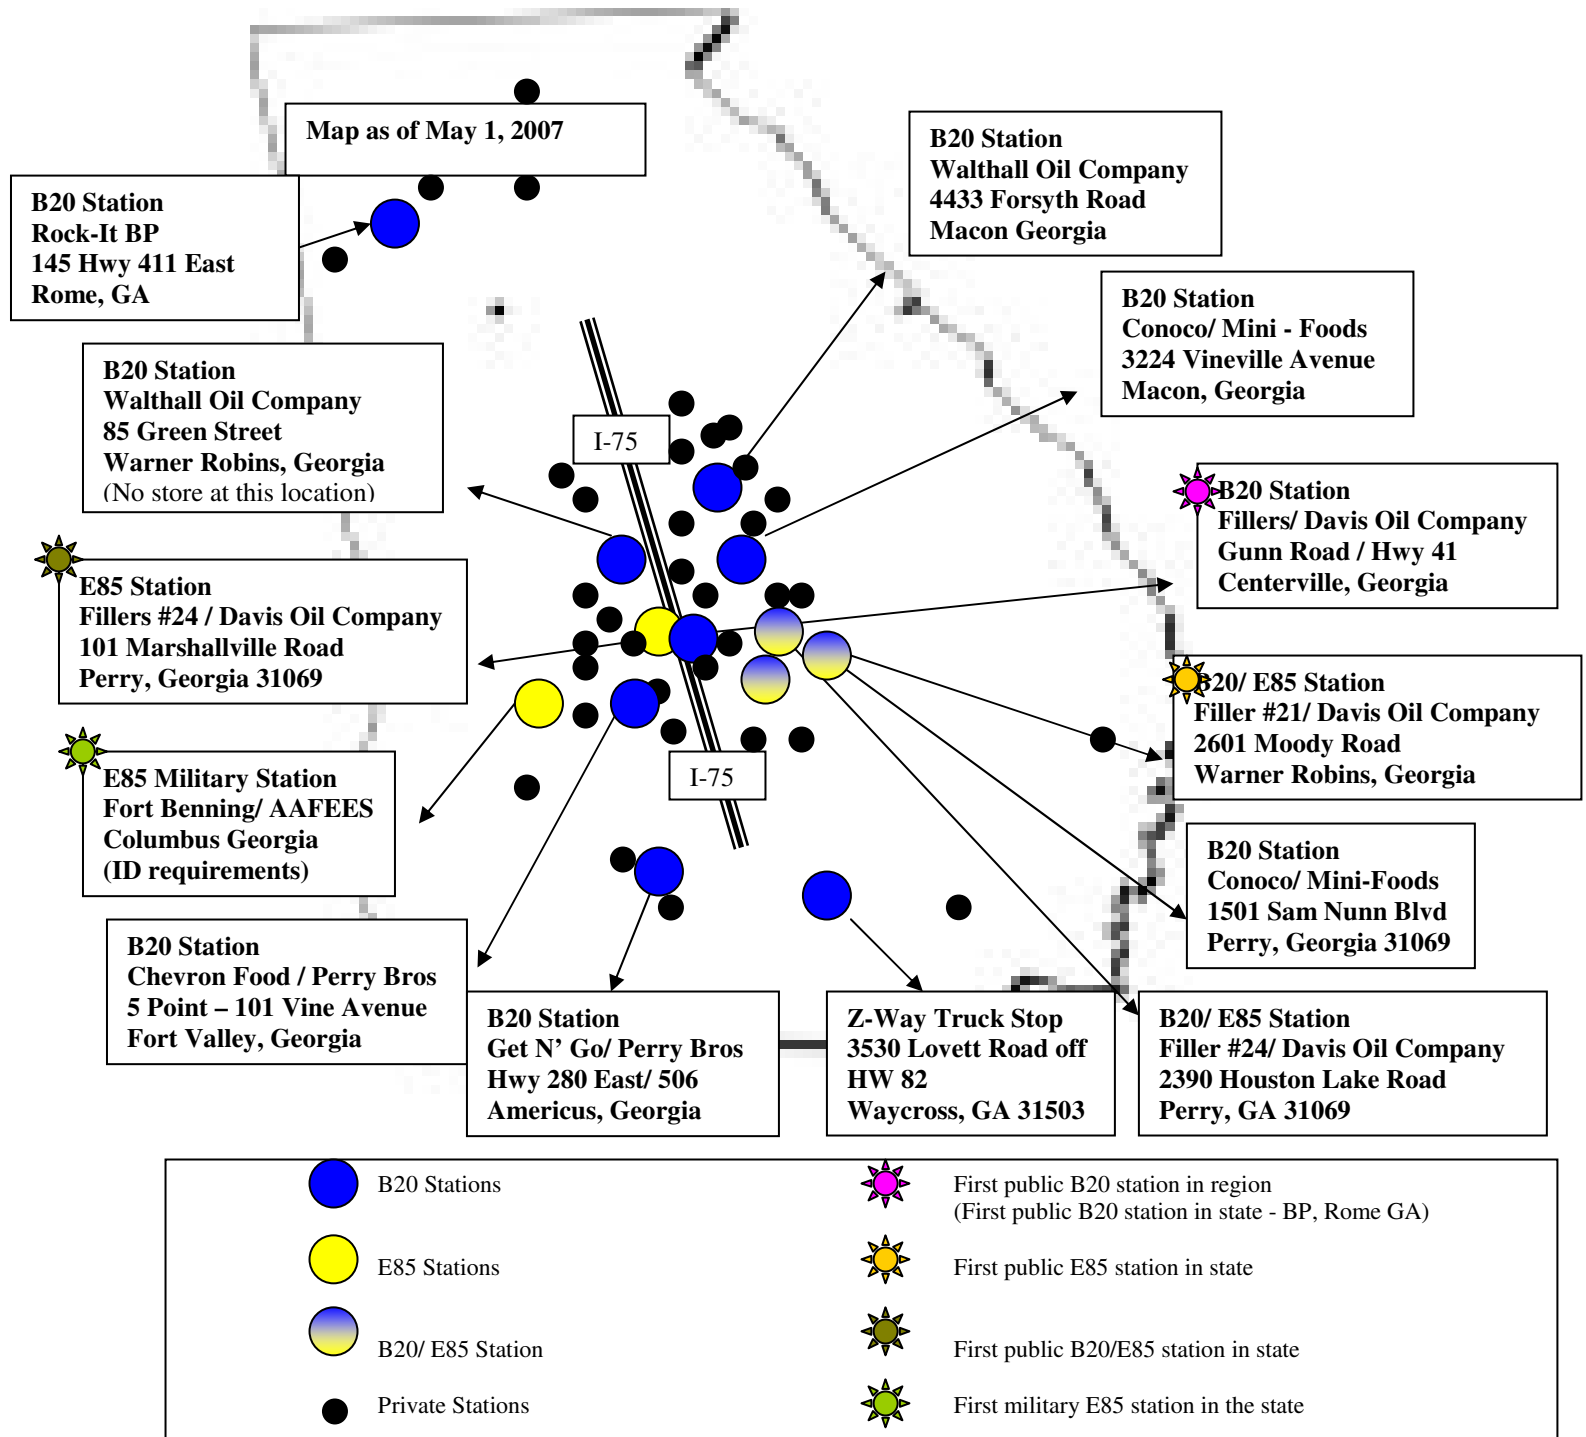 Map as of May 1, 2007
B20 Station
Rock-It BP
145 Hwy 411 East
Rome, GA
B20 Station
Walthall Oil Company
4433 Forsyth Road
Macon Georgia
B20 Station
Conoco/ Mini - Foods
3224 Vineville Avenue
Macon, Georgia
B20 Station
Walthall Oil Company
85 Green Street
Warner Robins, Georgia
(No store at this location)
I-75
B20 Station
Fillers/ Davis Oil Company
Gunn Road / Hwy 41
Centerville, Georgia
E85 Station
Fillers #24 / Davis Oil Company
101 Marshallville Road
Perry, Georgia 31069
B20/ E85 Station
Filler #21/ Davis Oil Company
2601 Moody Road
Warner Robins, Georgia
E85 Military Station
Fort Benning/ AAFEES
Columbus Georgia
(ID requirements)
I-75
B20 Station
Conoco/ Mini-Foods
1501 Sam Nunn Blvd
Perry, Georgia 31069
B20 Station
Chevron Food / Perry Bros
5 Point – 101 Vine Avenue
Fort Valley, Georgia
B20 Station
Get N’ Go/ Perry Bros
Hwy 280 East/ 506
Americus, Georgia
Z-Way Truck Stop
3530 Lovett Road off
HW 82
Waycross, GA 31503
B20/ E85 Station
Filler #24/ Davis Oil Company
2390 Houston Lake Road
Perry, GA 31069
B20 Stations
First public B20 station in region
(First public B20 station in state - BP, Rome GA)
E85 Stations
First public E85 station in state
B20/ E85 Station
First public B20/E85 station in state
Private Stations
First military E85 station in the state